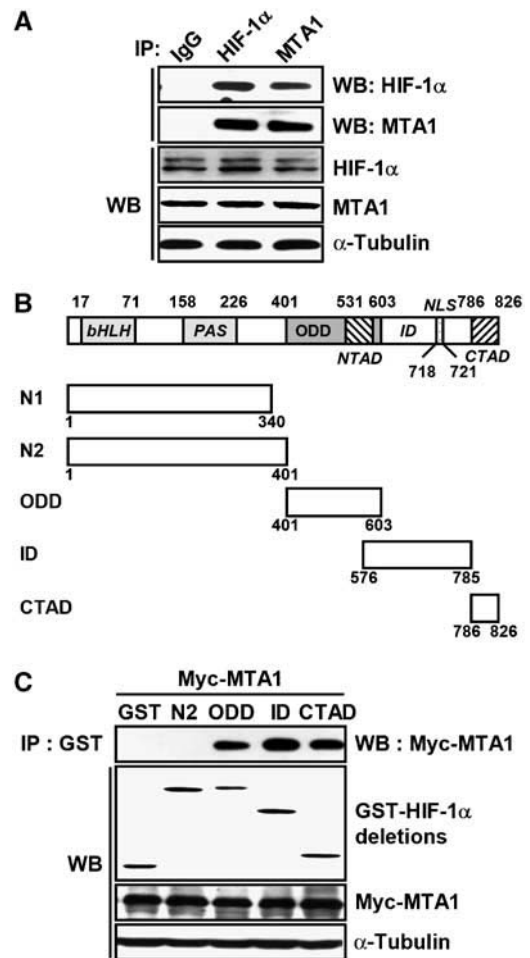 A
IP: IgG HIF-1α MTA1
WB: HIF-1α
WB: MTA1
HIF-1α
WB MTA1
α-Tubulin
B
17 71 158 226 401 531 603 NLS 786 826
bHLH PAS ODD ID
NTAD 718 721 CTAD
N1
1 340
N2
1 401
ODD
401 603
ID
576 785
CTAD
786 826
C
Myc-MTA1
GST N2 ODD ID CTAD
IP : GST WB : Myc-MTA1
GST-HIF-1α
deletions
WB
Myc-MTA1
α-Tubulin